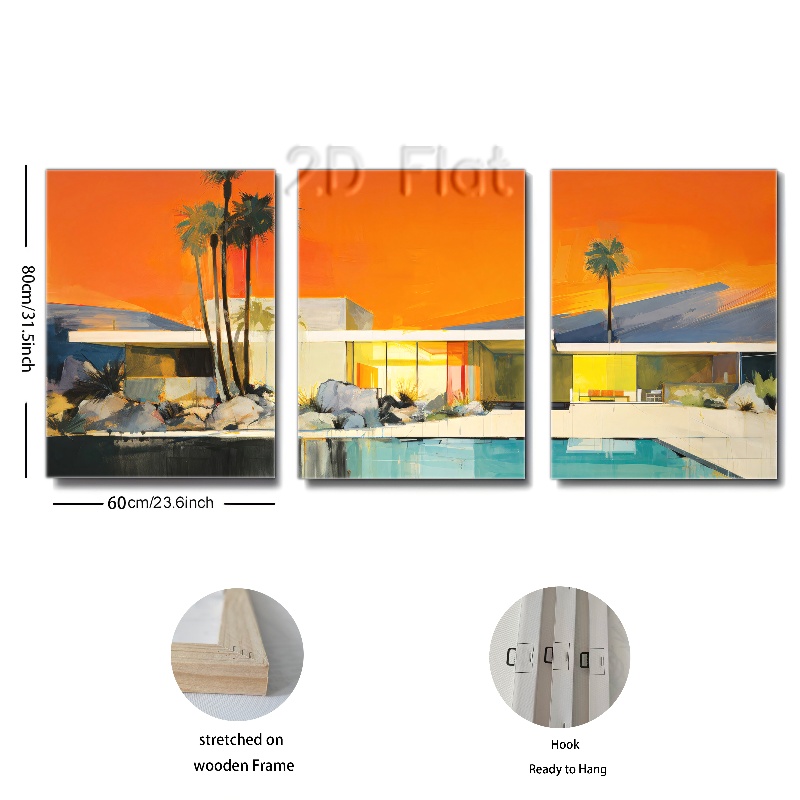 2D Flat
80cm/31.5inch
60cm/23.6inch
stretched on
wooden Frame
Hook
Ready to Hang